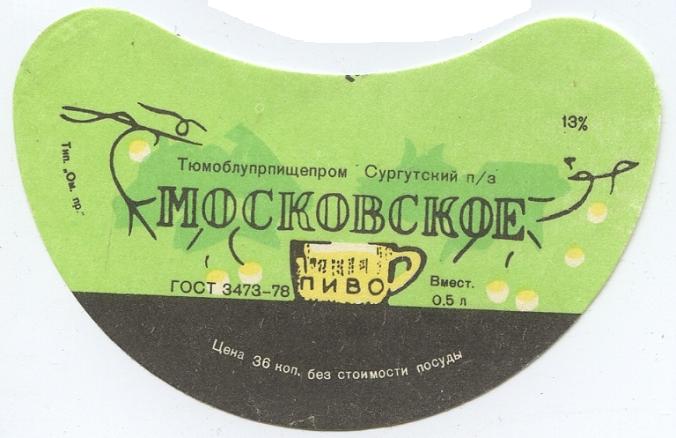 13%
Тюмоблупрпищепром Сургутский п/з
МОСКОВСКОЕ
ПИВО
ГОСТ 3473-78
Вмест.
0.5 л
Цена 36 коп. без стоимости посуды
Тип. „Ом. пр."